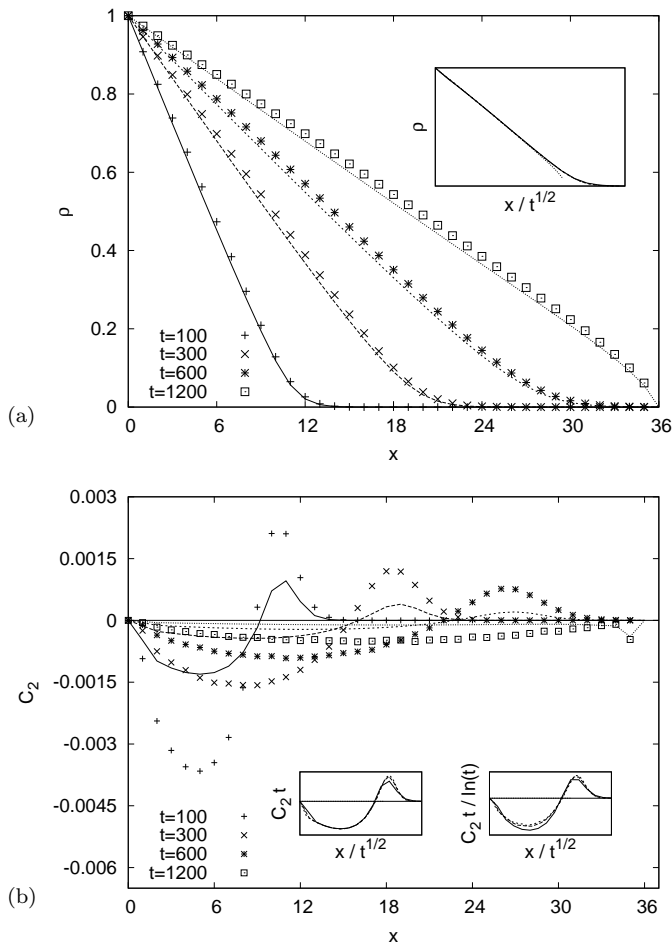 1
0.8
0.6
0.4
0.2
0
ρ
ρ
x / t^{1/2}
t=100
t=300
t=600
t=1200
0 6 12 18 24 30 36
x
(a)
0.003
0.0015
0
-0.0015
-0.003
-0.0045
-0.006
C_2
C_2 t
x / t^{1/2}
C_2 t / ln(t)
x / t^{1/2}
t=100
t=300
t=600
t=1200
0 6 12 18 24 30 36
x
(b)